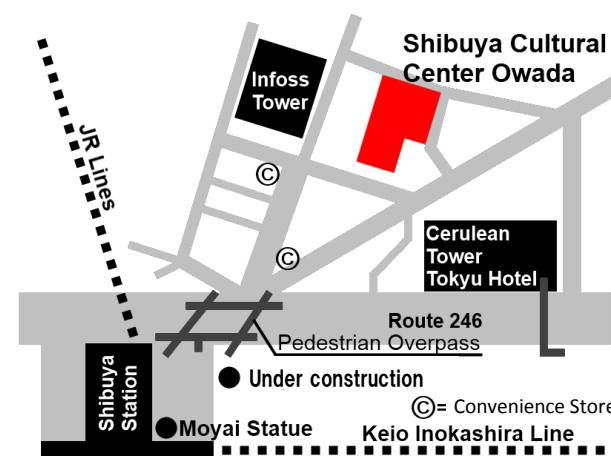 Shibuya Cultural
Center Owada
Infoss
Tower
JR Lines
C
C
Cerulean
Tower
Tokyu Hotel
Route 246
Pedestrian Overpass
Shibuya
Station
Under construction
C = Convenience Store
Moyai Statue
Keio Inokashira Line